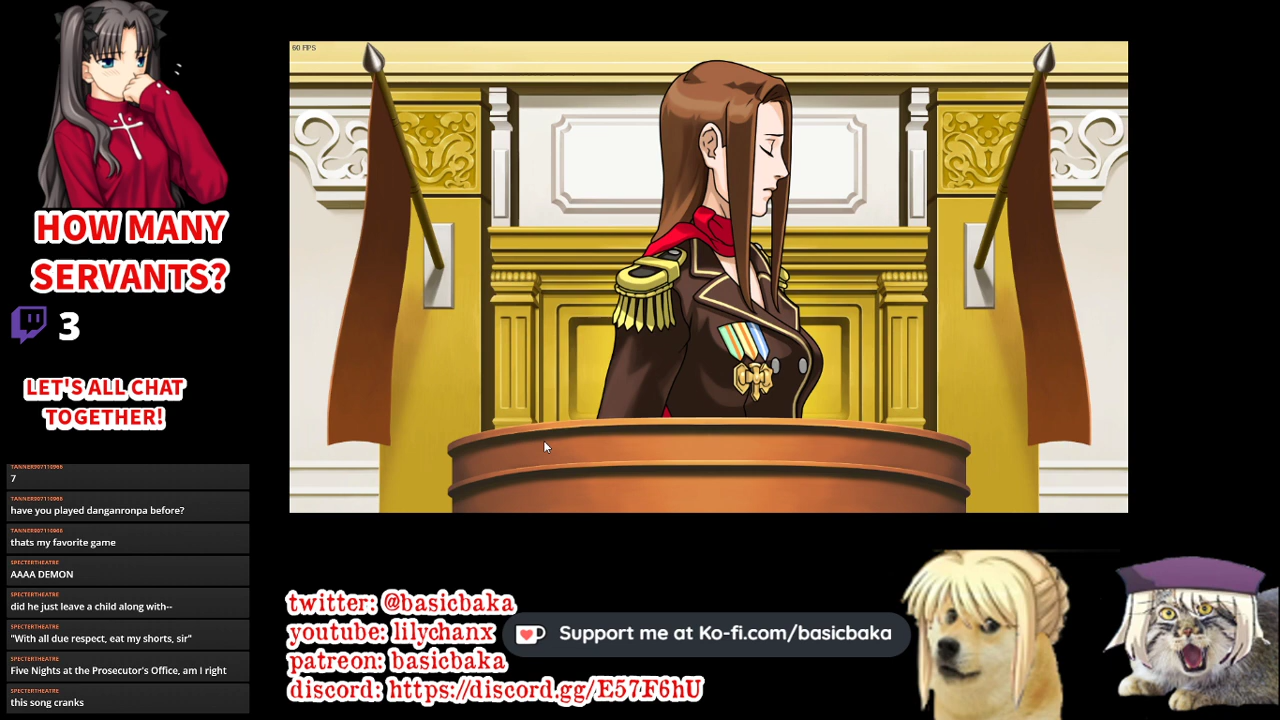 60 FPS
HOW MANY
SERVANTS?
3
LET'S ALL CHAT
TOGETHER!
TANNER907110966
7
TANNER907110966
have you played danganronpa before?
TANNER907110966
thats my favorite game
SPECTERTHEATRE
AAAA DEMON
SPECTERTHEATRE
did he just leave a child along with--
SPECTERTHEATRE
"With all due respect, eat my shorts, sir"
SPECTERTHEATRE
Five Nights at the Prosecutor's Office, am I right
SPECTERTHEATRE
this song cranks
twitter: @basicbaka
youtube: lilychanx
patreon: basicbaka
discord: https://discord.gg/E57F6hU
Support me at Ko-fi.com/basicbaka